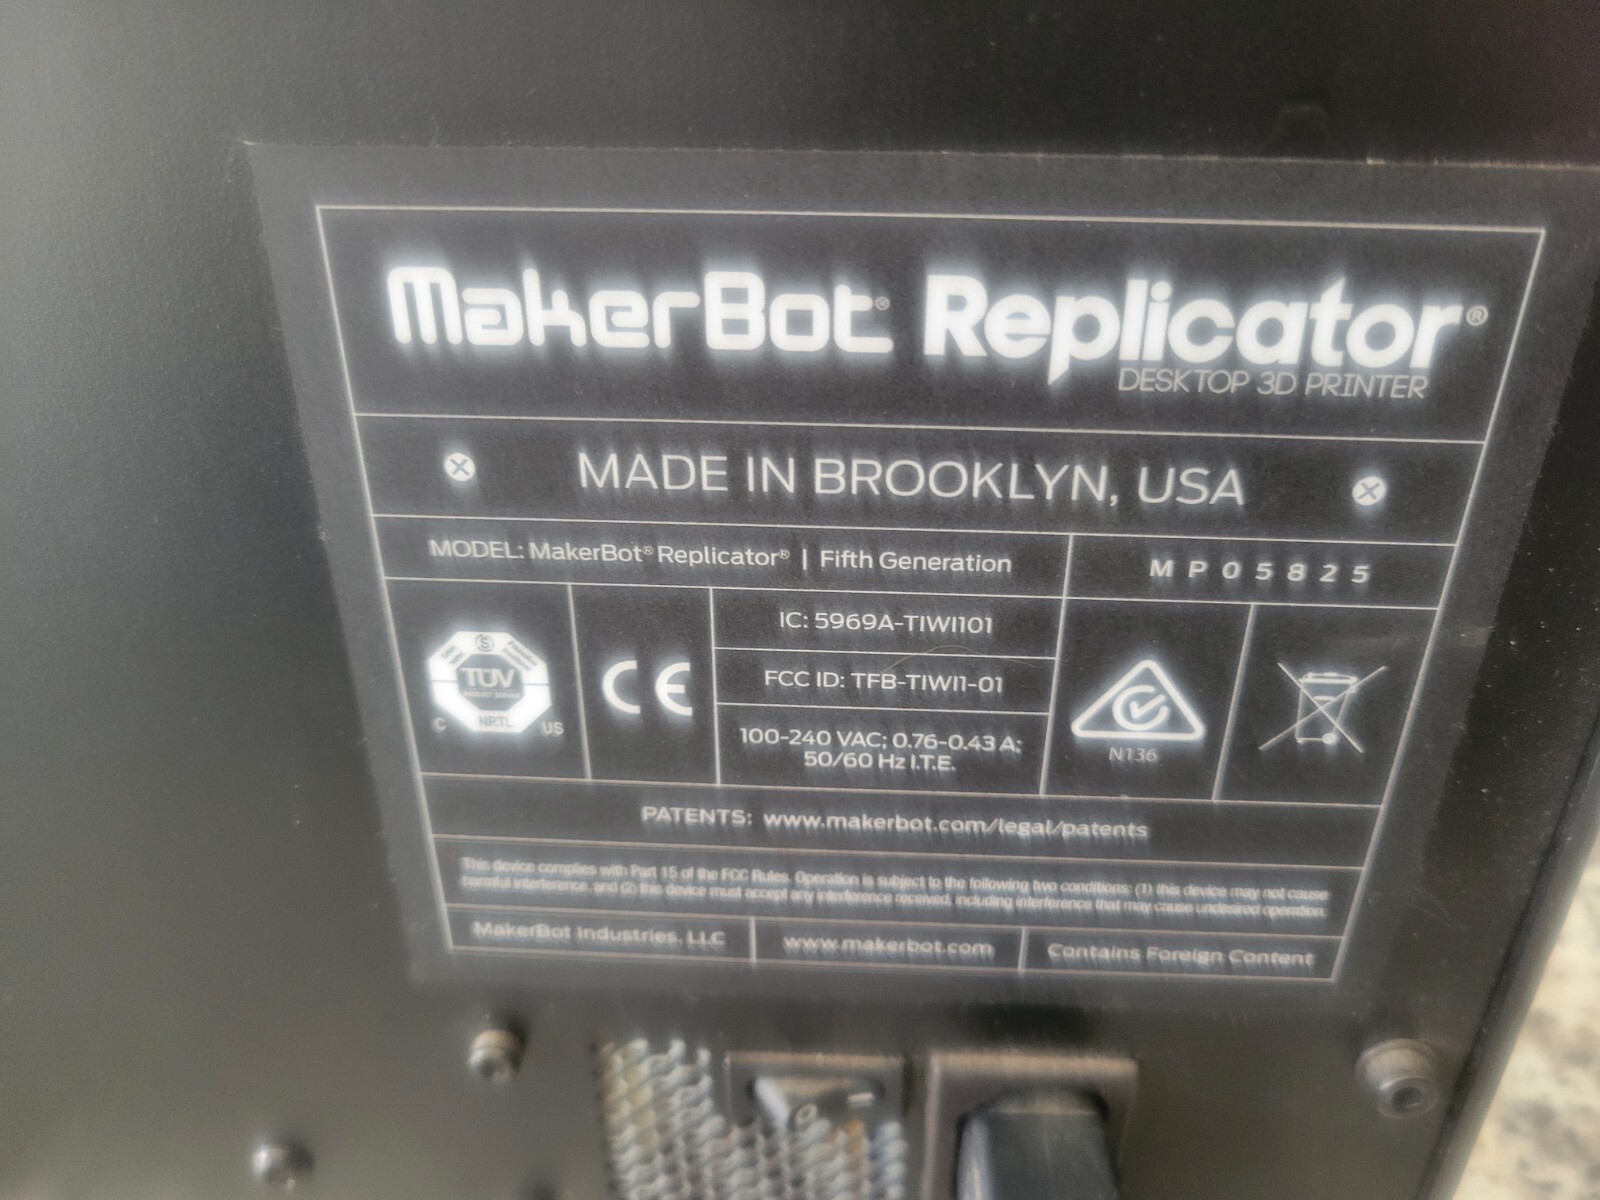 MakerBot® Replicator®
DESKTOP 3D PRINTER
MADE IN BROOKLYN, USA
MODEL: MakerBot® Replicator® | Fifth Generation
MP05825
TÜV
PRODUCT SERVICE
C NRTL US
CE
IC: 5969A-TIWI101
FCC ID: TFB-TIWI1-01
100-240 VAC; 0.76-0.43 A;
50/60 Hz I.T.E.
N136
PATENTS: www.makerbot.com/legal/patents
This device complies with Part 15 of the FCC Rules. Operation is subject to the following two conditions: (1) this device may not cause
harmful interference, and (2) this device must accept any interference received, including interference that may cause undesired operation.
MakerBot Industries, LLC
www.makerbot.com
Contains Foreign Content